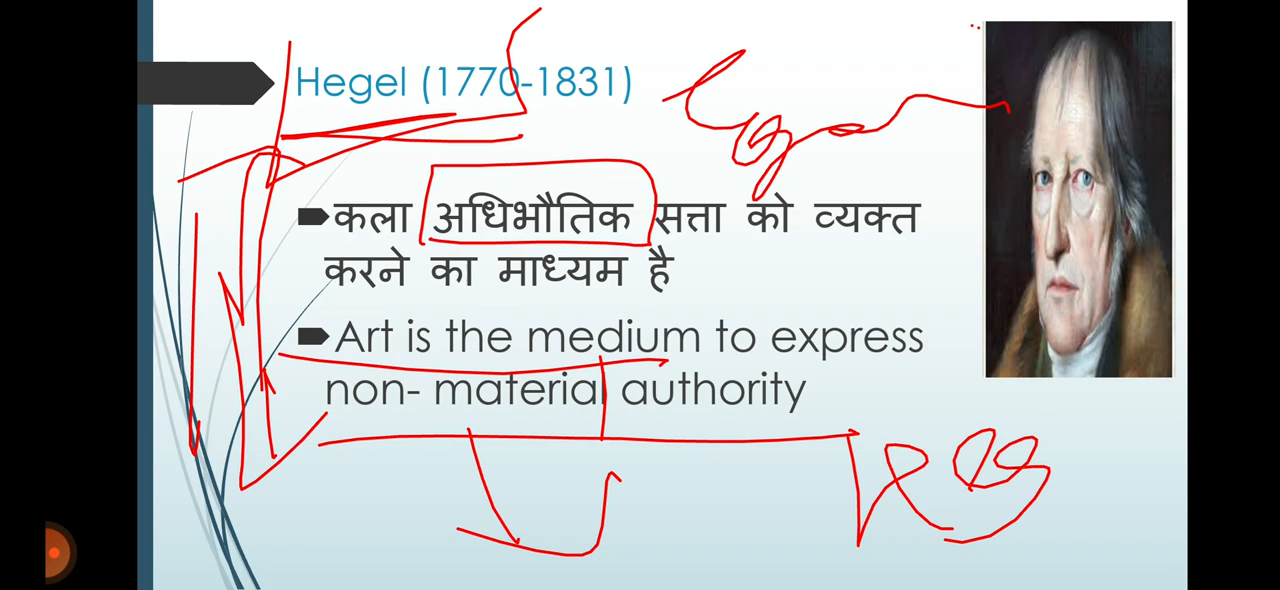 Hegel (1770-1831)
कला अधिभौतिक सत्ता को व्यक्त
करने का माध्यम है
Art is the medium to express
non- material authority